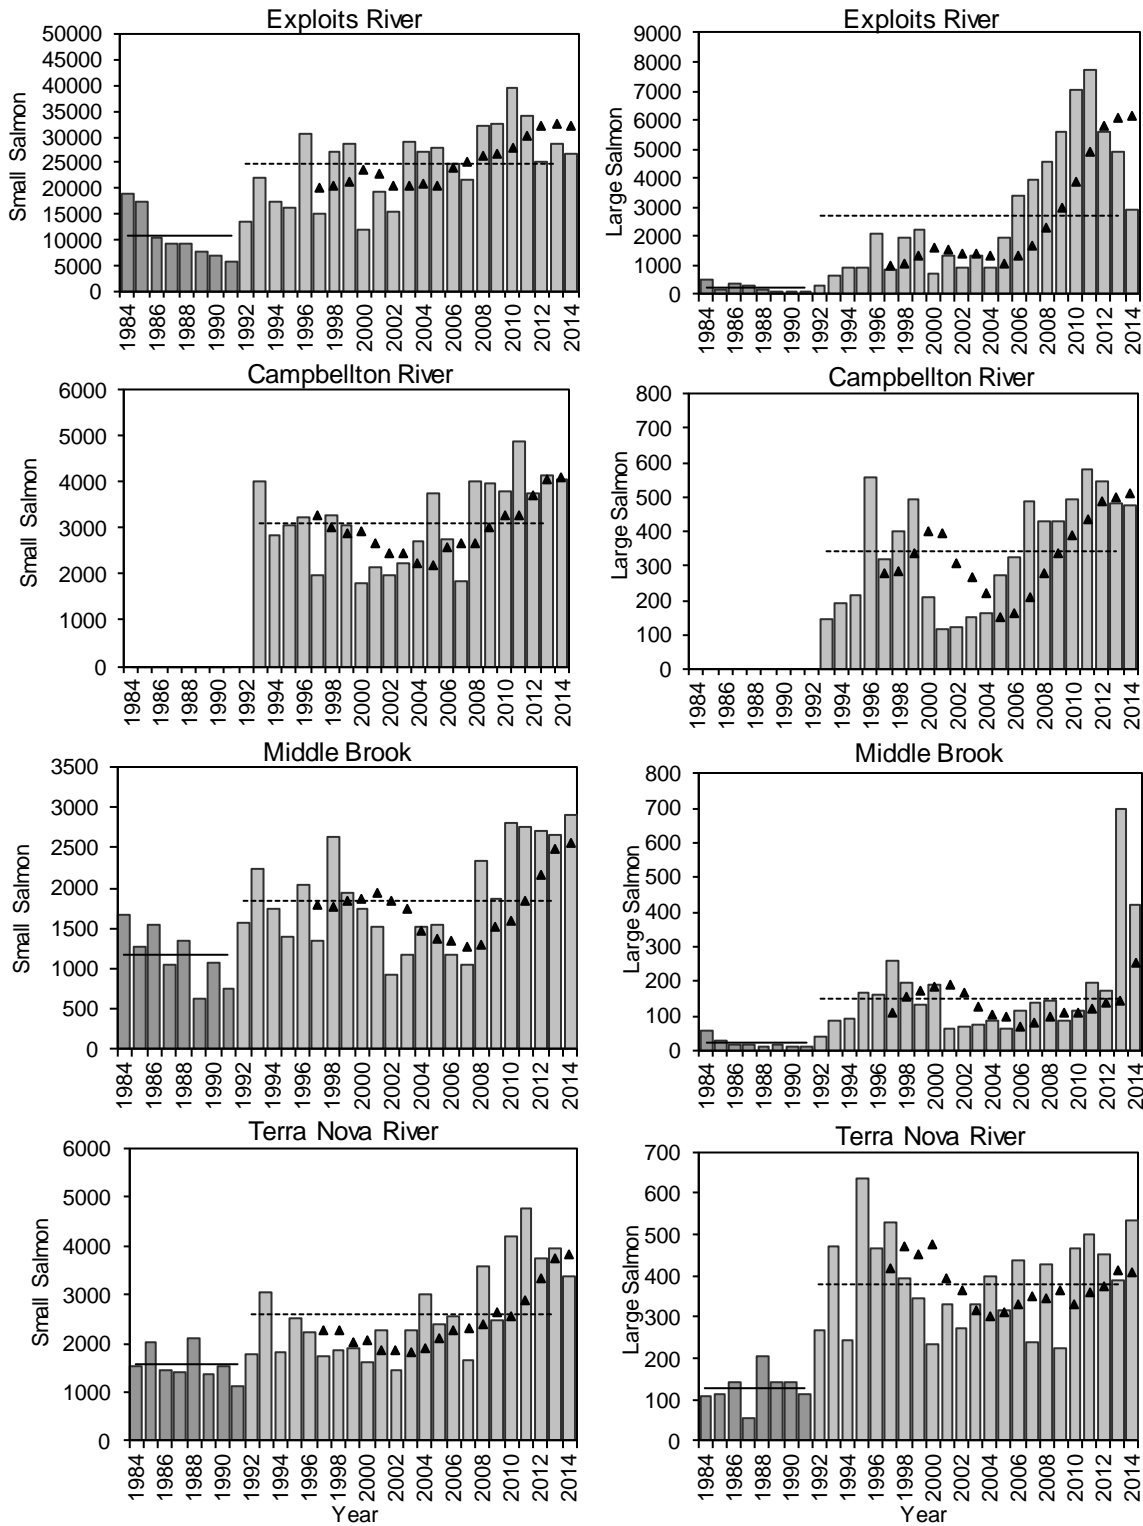 Exploits River
Small Salmon
50000
45000
40000
35000
30000
25000
20000
15000
10000
5000
0
1984 1986 1988 1990 1992 1994 1996 1998 2000 2002 2004 2006 2008 2010 2012 2014
Exploits River
Large Salmon
9000
8000
7000
6000
5000
4000
3000
2000
1000
0
1984 1986 1988 1990 1992 1994 1996 1998 2000 2002 2004 2006 2008 2010 2012 2014
Campbellton River
Small Salmon
6000
5000
4000
3000
2000
1000
0
1984 1986 1988 1990 1992 1994 1996 1998 2000 2002 2004 2006 2008 2010 2012 2014
Campbellton River
Large Salmon
800
700
600
500
400
300
200
100
0
1984 1986 1988 1990 1992 1994 1996 1998 2000 2002 2004 2006 2008 2010 2012 2014
Middle Brook
Small Salmon
3500
3000
2500
2000
1500
1000
500
0
1984 1986 1988 1990 1992 1994 1996 1998 2000 2002 2004 2006 2008 2010 2012 2014
Middle Brook
Large Salmon
800
700
600
500
400
300
200
100
0
1984 1986 1988 1990 1992 1994 1996 1998 2000 2002 2004 2006 2008 2010 2012 2014
Terra Nova River
Small Salmon
6000
5000
4000
3000
2000
1000
0
1984 1986 1988 1990 1992 1994 1996 1998 2000 2002 2004 2006 2008 2010 2012 2014
Year
Terra Nova River
Large Salmon
700
600
500
400
300
200
100
0
1984 1986 1988 1990 1992 1994 1996 1998 2000 2002 2004 2006 2008 2010 2012 2014
Year